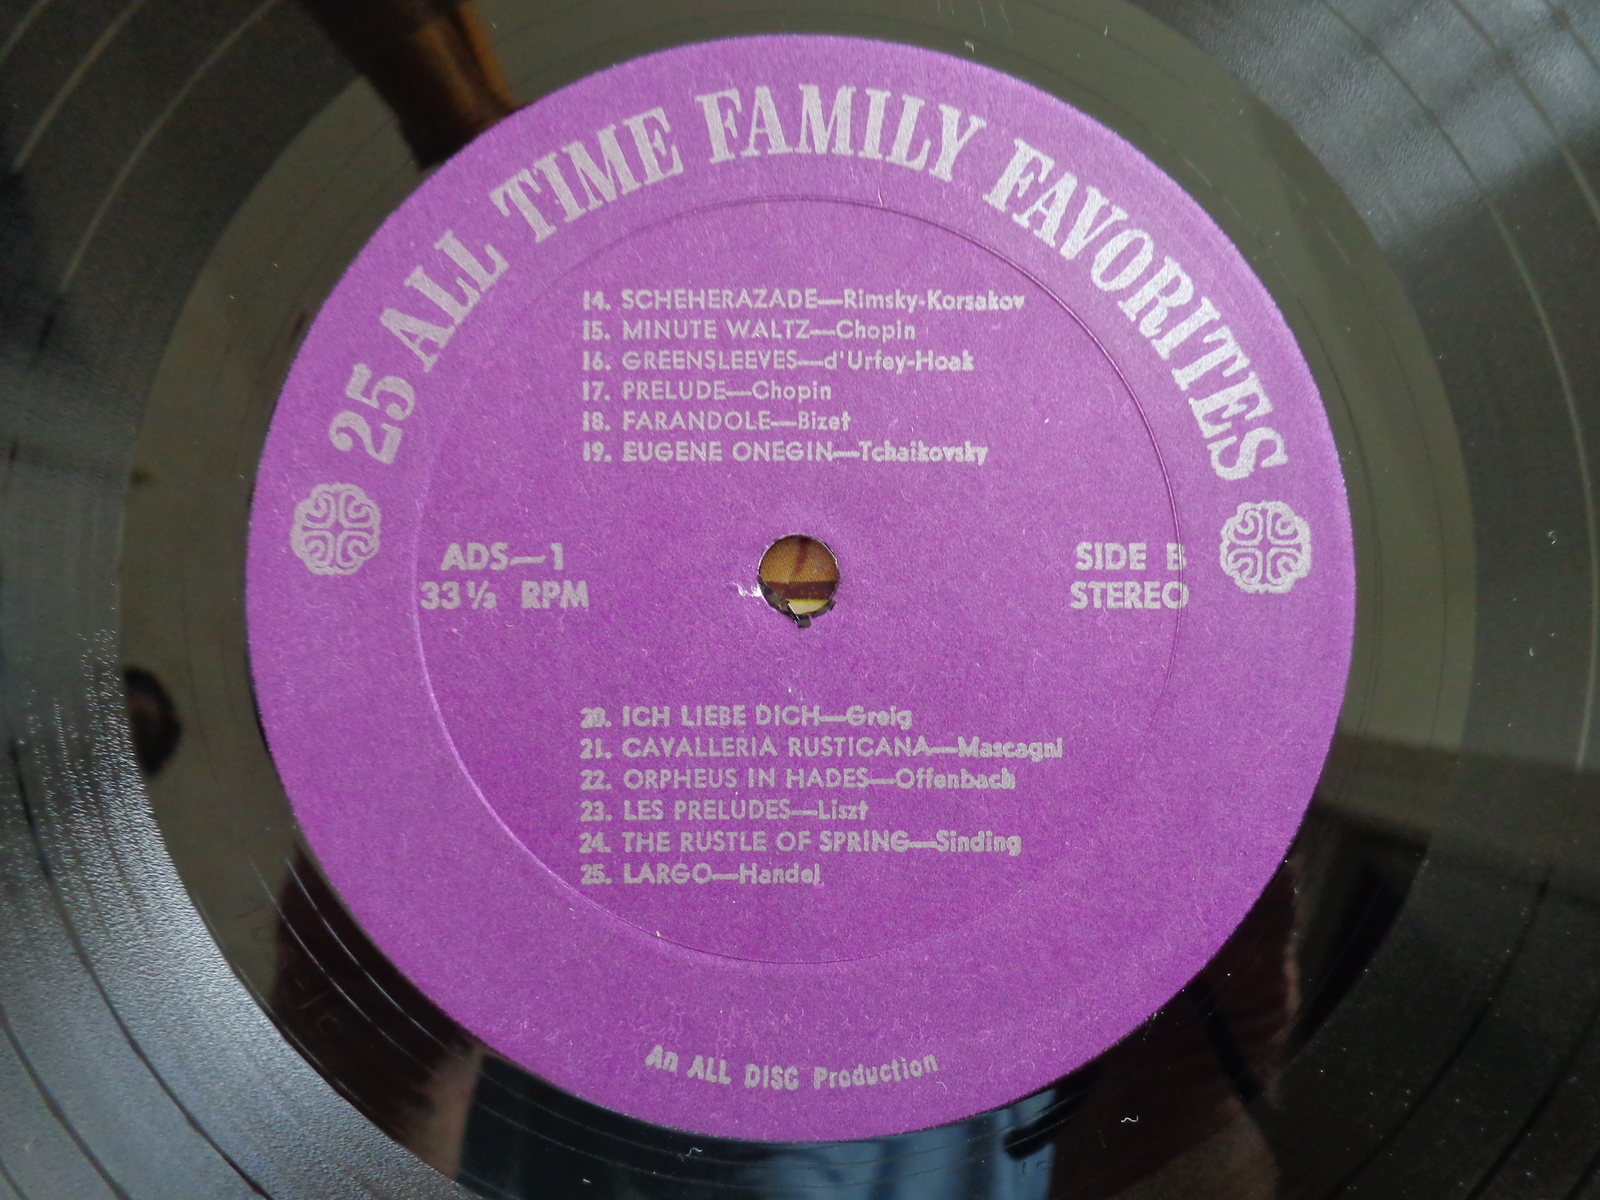 25 ALL TIME FAMILY FAVORITES
14. SCHEHERAZADE—Rimsky-Korsakov
15. MINUTE WALTZ—Chopin
16. GREENSLEEVES—d'Urfey-Hoak
17. PRELUDE—Chopin
18. FARANDOLE—Bizet
19. EUGENE ONEGIN—Tchaikovsky
ADS—1
33⅓ RPM
SIDE B
STEREO
20. ICH LIEBE DICH—Greig
21. CAVALLERIA RUSTICANA—Mascagni
22. ORPHEUS IN HADES—Offenbach
23. LES PRELUDES—Liszt
24. THE RUSTLE OF SPRING—Sinding
25. LARGO—Handel
An ALL DISC Production